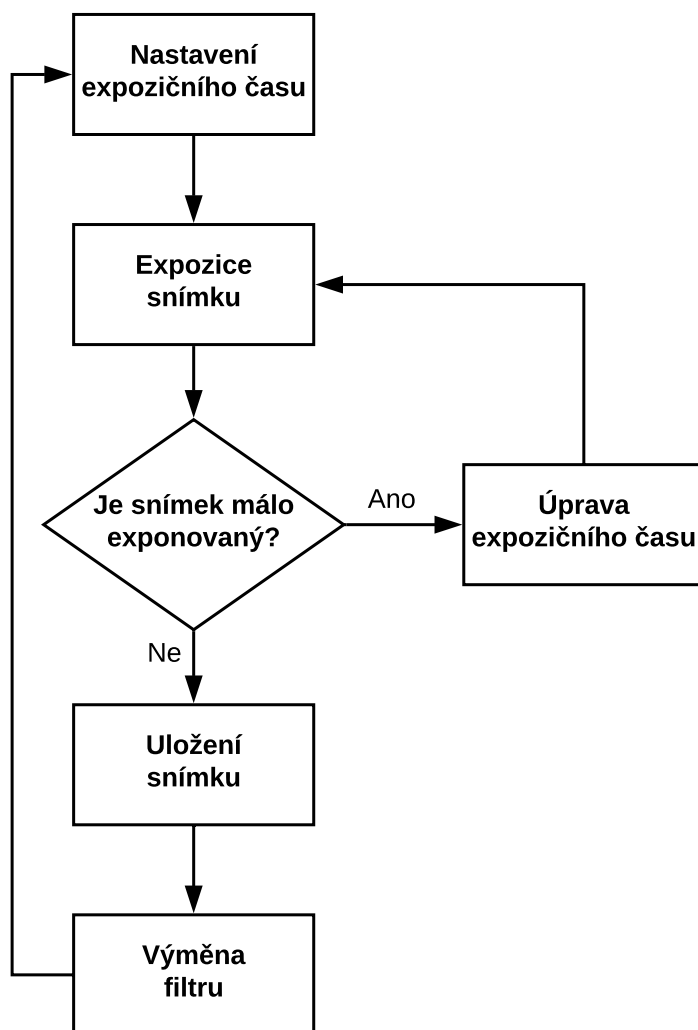 Nastavení
expozičního času
Expozice
snímku
Je snímek málo
exponovaný?
Ano
Úprava
expozičního času
Ne
Uložení
snímku
Výměna
filtru